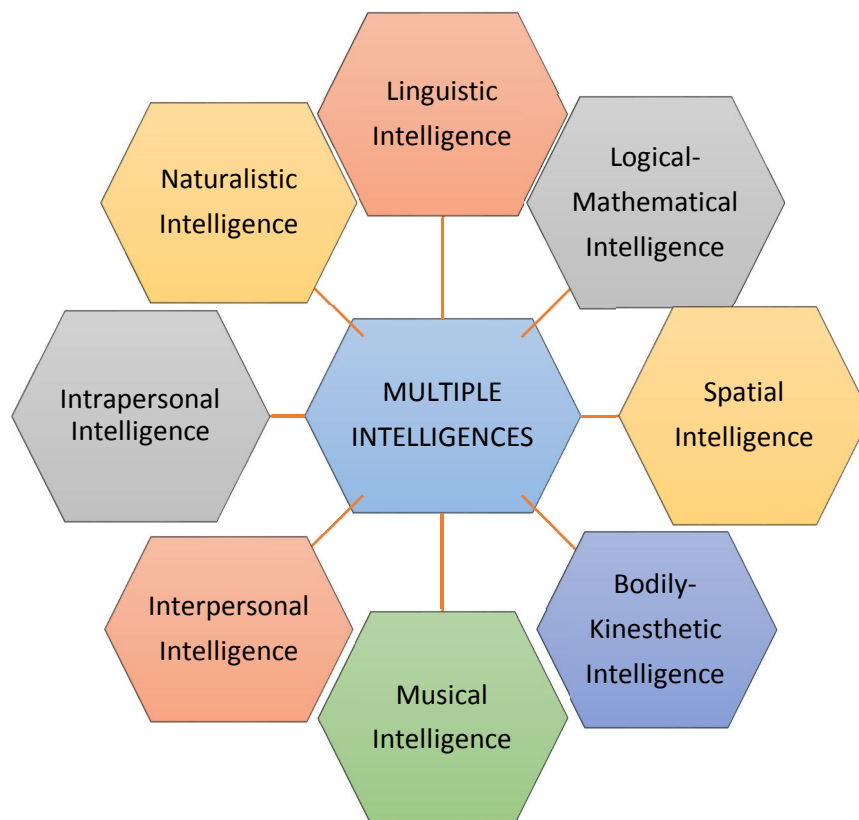 Linguistic
Intelligence
Logical-
Mathematical
Intelligence
Naturalistic
Intelligence
Intrapersonal
Intelligence
MULTIPLE
INTELLIGENCES
Spatial
Intelligence
Interpersonal
Intelligence
Bodily-
Kinesthetic
Intelligence
Musical
Intelligence